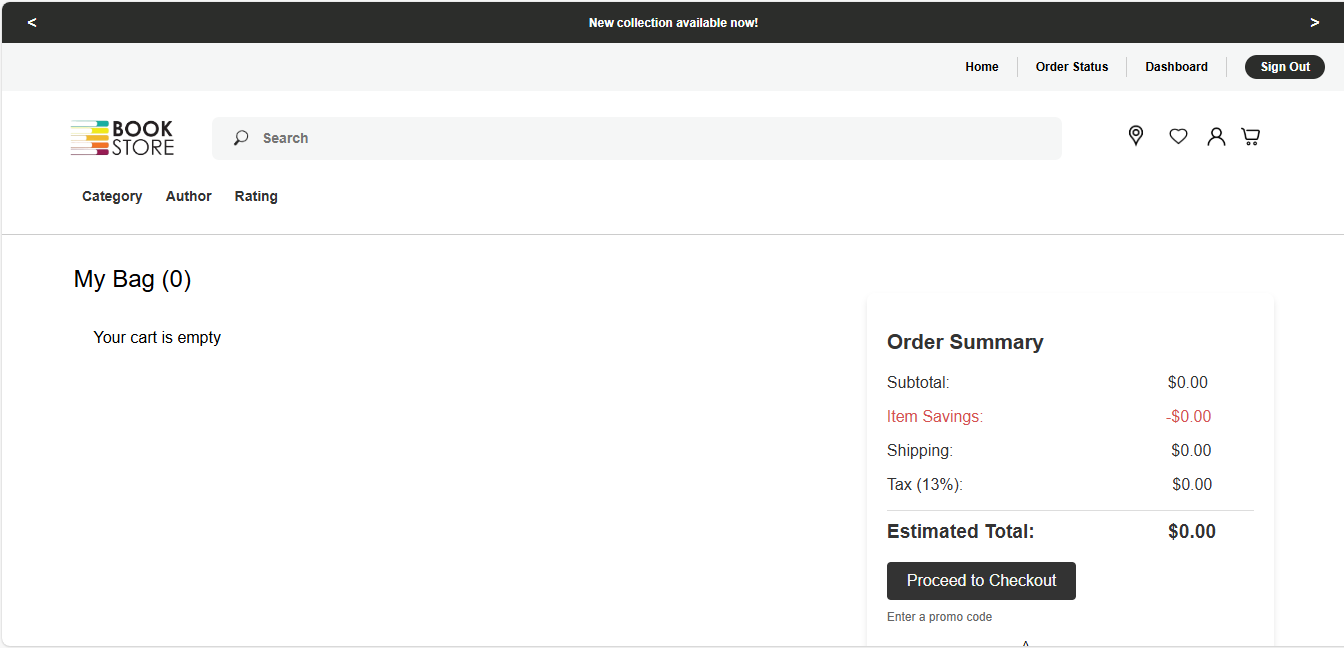 < New collection available now! >
Home Order Status Dashboard Sign Out
BOOK
STORE
Search
Category Author Rating
My Bag (0)
Your cart is empty
Order Summary
Subtotal: $0.00
Item Savings: -$0.00
Shipping: $0.00
Tax (13%): $0.00
Estimated Total: $0.00
Proceed to Checkout
Enter a promo code